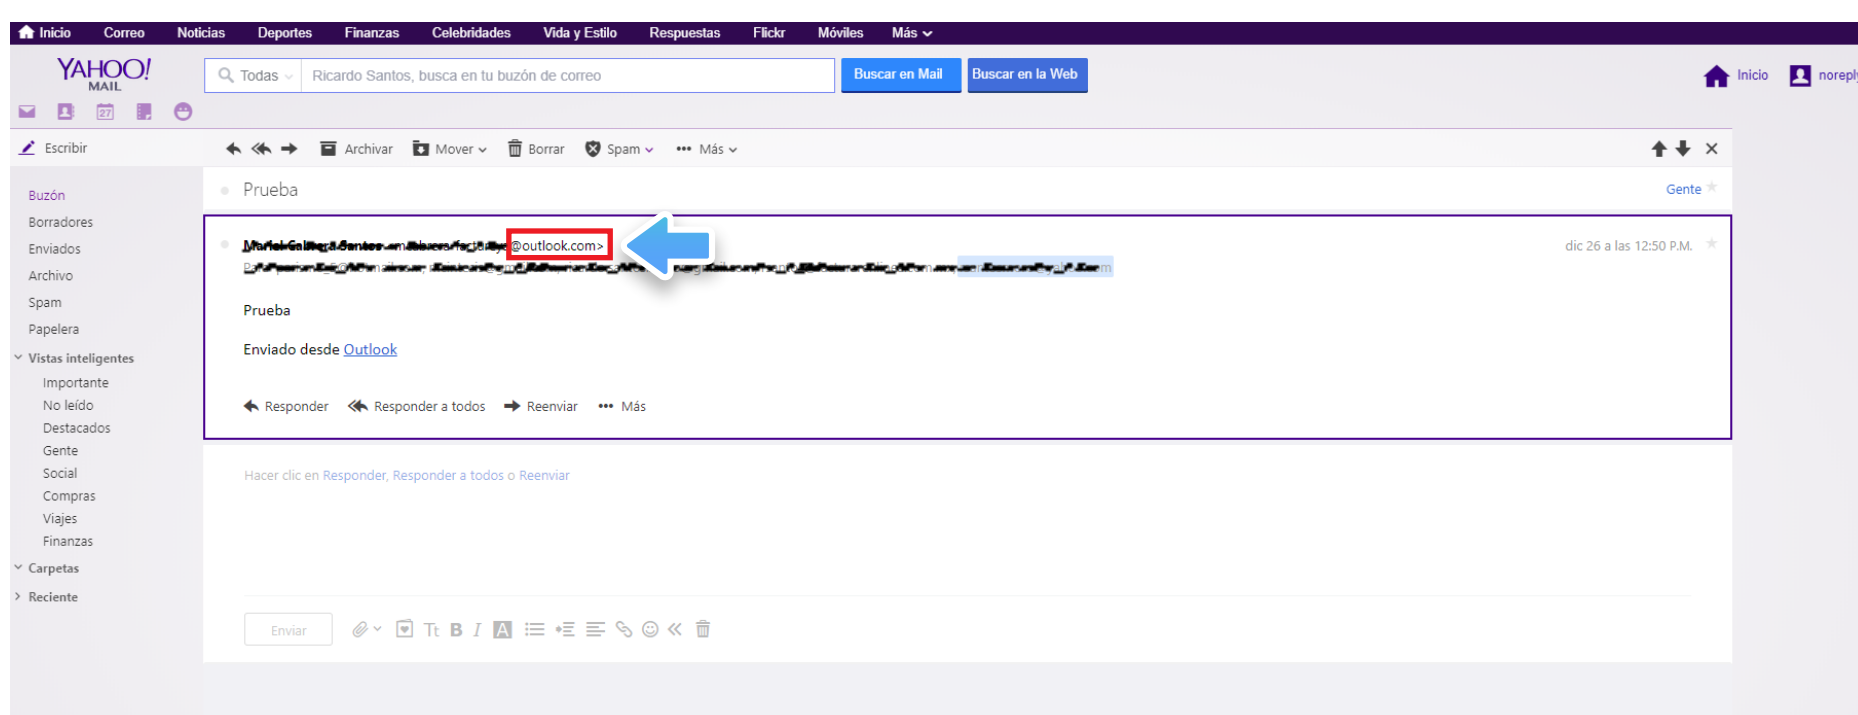 Inicio Correo Noticias Deportes Finanzas Celebridades Vida y Estilo Respuestas Flickr Móviles Más
YAHOO!
MAIL
Todas Ricardo Santos, busca en tu buzón de correo Buscar en Mail Buscar en la Web Inicio noreply
27
Escribir Archivar Mover Borrar Spam Más
Buzón
Borradores
Enviados
Archivo
Spam
Papelera
Vistas inteligentes
Importante
No leído
Destacados
Gente
Social
Compras
Viajes
Finanzas
Carpetas
Reciente
Prueba Gente
@outlook.com> dic 26 a las 12:50 P.M.
Prueba
Enviado desde Outlook
Responder Responder a todos Reenviar Más
Hacer clic en Responder, Responder a todos o Reenviar
Enviar Tt B I A